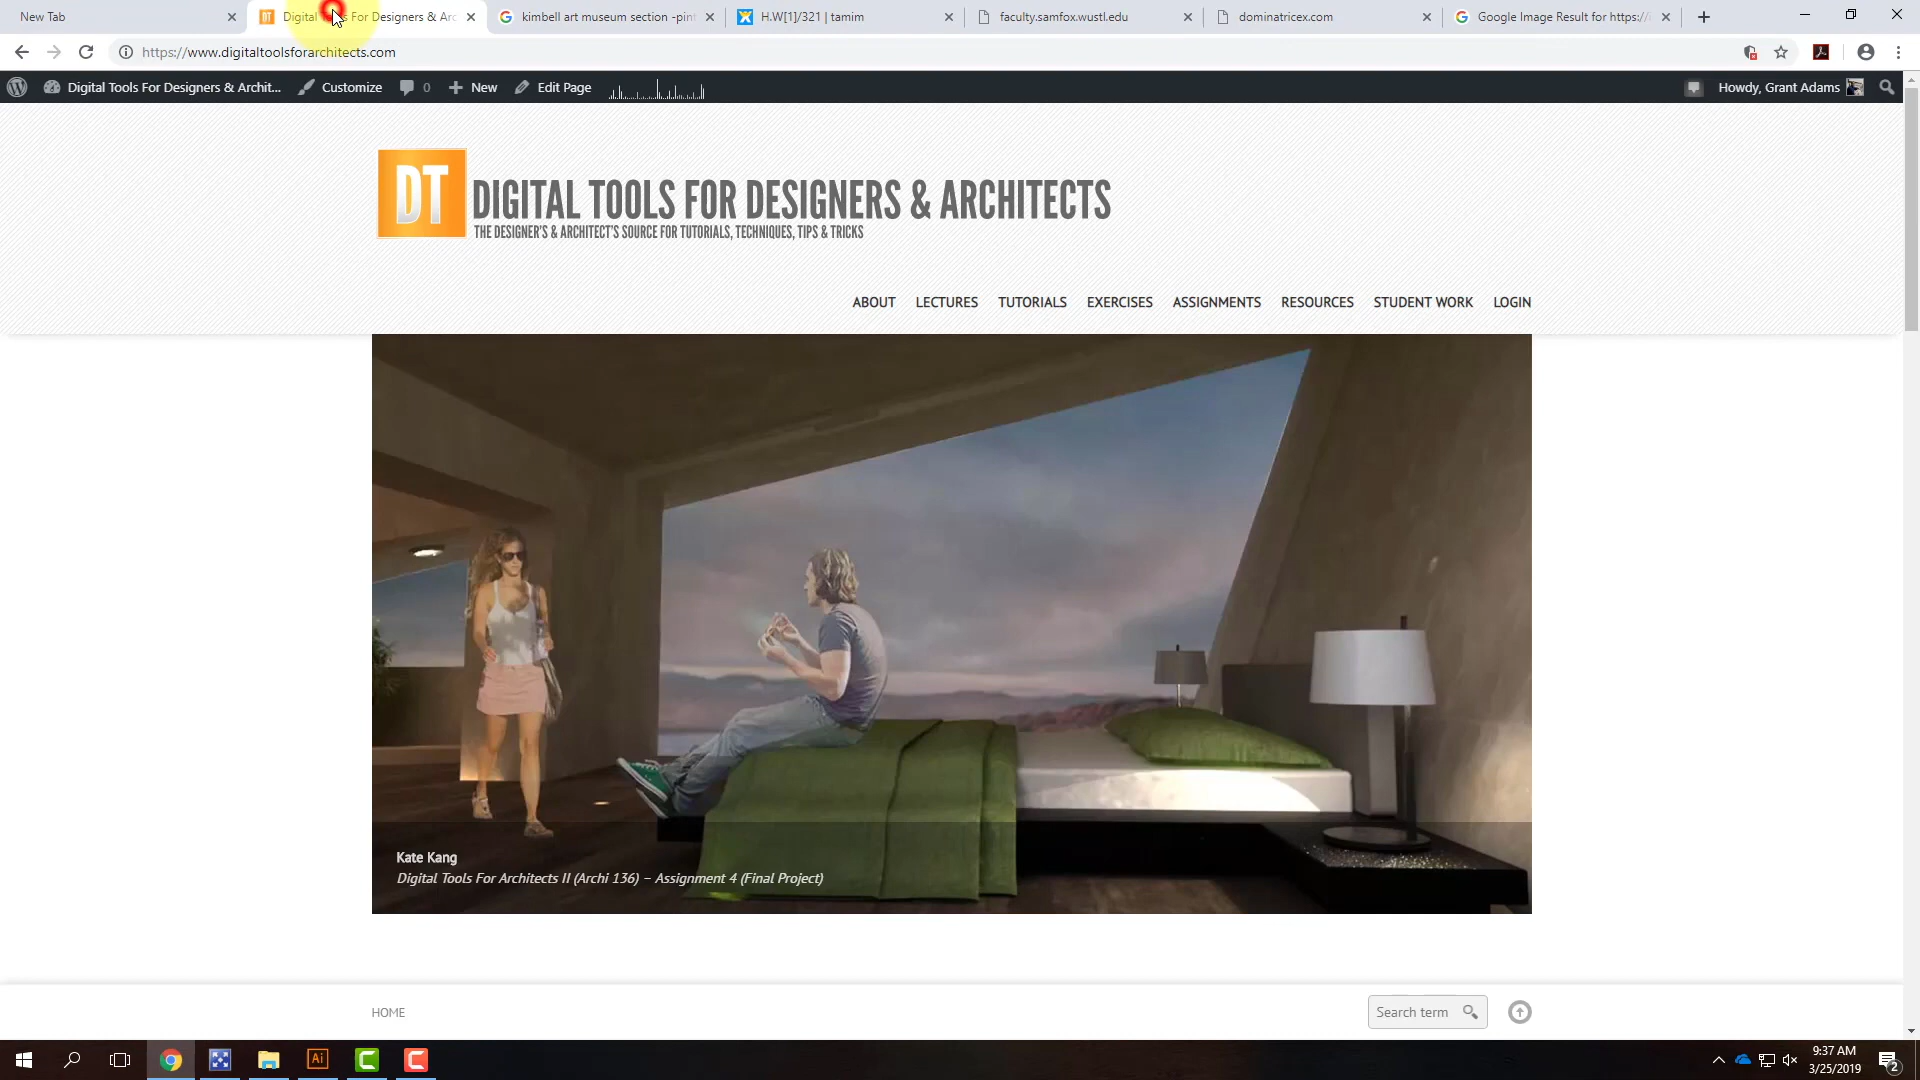 New Tab
Digital Tools For Designers & Arc
kimbell art museum section -pint
H.W[1]/321 | tamim
faculty.samfox.wustl.edu
dominatricex.com
Google Image Result for https://i
https://www.digitaltoolsforarchitects.com
Digital Tools For Designers & Archit...
Customize
0
New
Edit Page
Howdy, Grant Adams
DT
DIGITAL TOOLS FOR DESIGNERS & ARCHITECTS
THE DESIGNER'S & ARCHITECT'S SOURCE FOR TUTORIALS, TECHNIQUES, TIPS & TRICKS
ABOUT
LECTURES
TUTORIALS
EXERCISES
ASSIGNMENTS
RESOURCES
STUDENT WORK
LOGIN
Kate Kang
Digital Tools For Architects II (Archi 136) – Assignment 4 (Final Project)
HOME
Search term
Ai
9:37 AM
3/25/2019
2